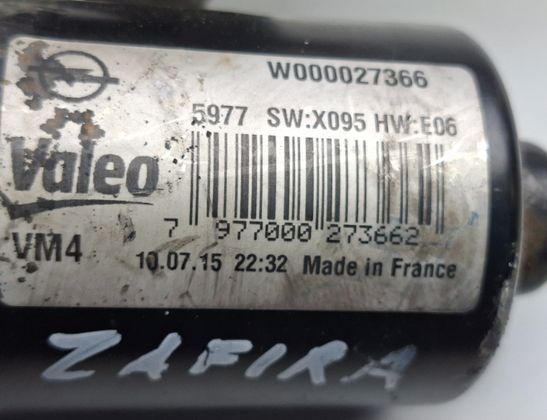 W000027366
5977 SW:X095 HW:E06
Valeo
7 977000 273662
VM4
10.07.15 22:32 Made in France
ZAFIRA